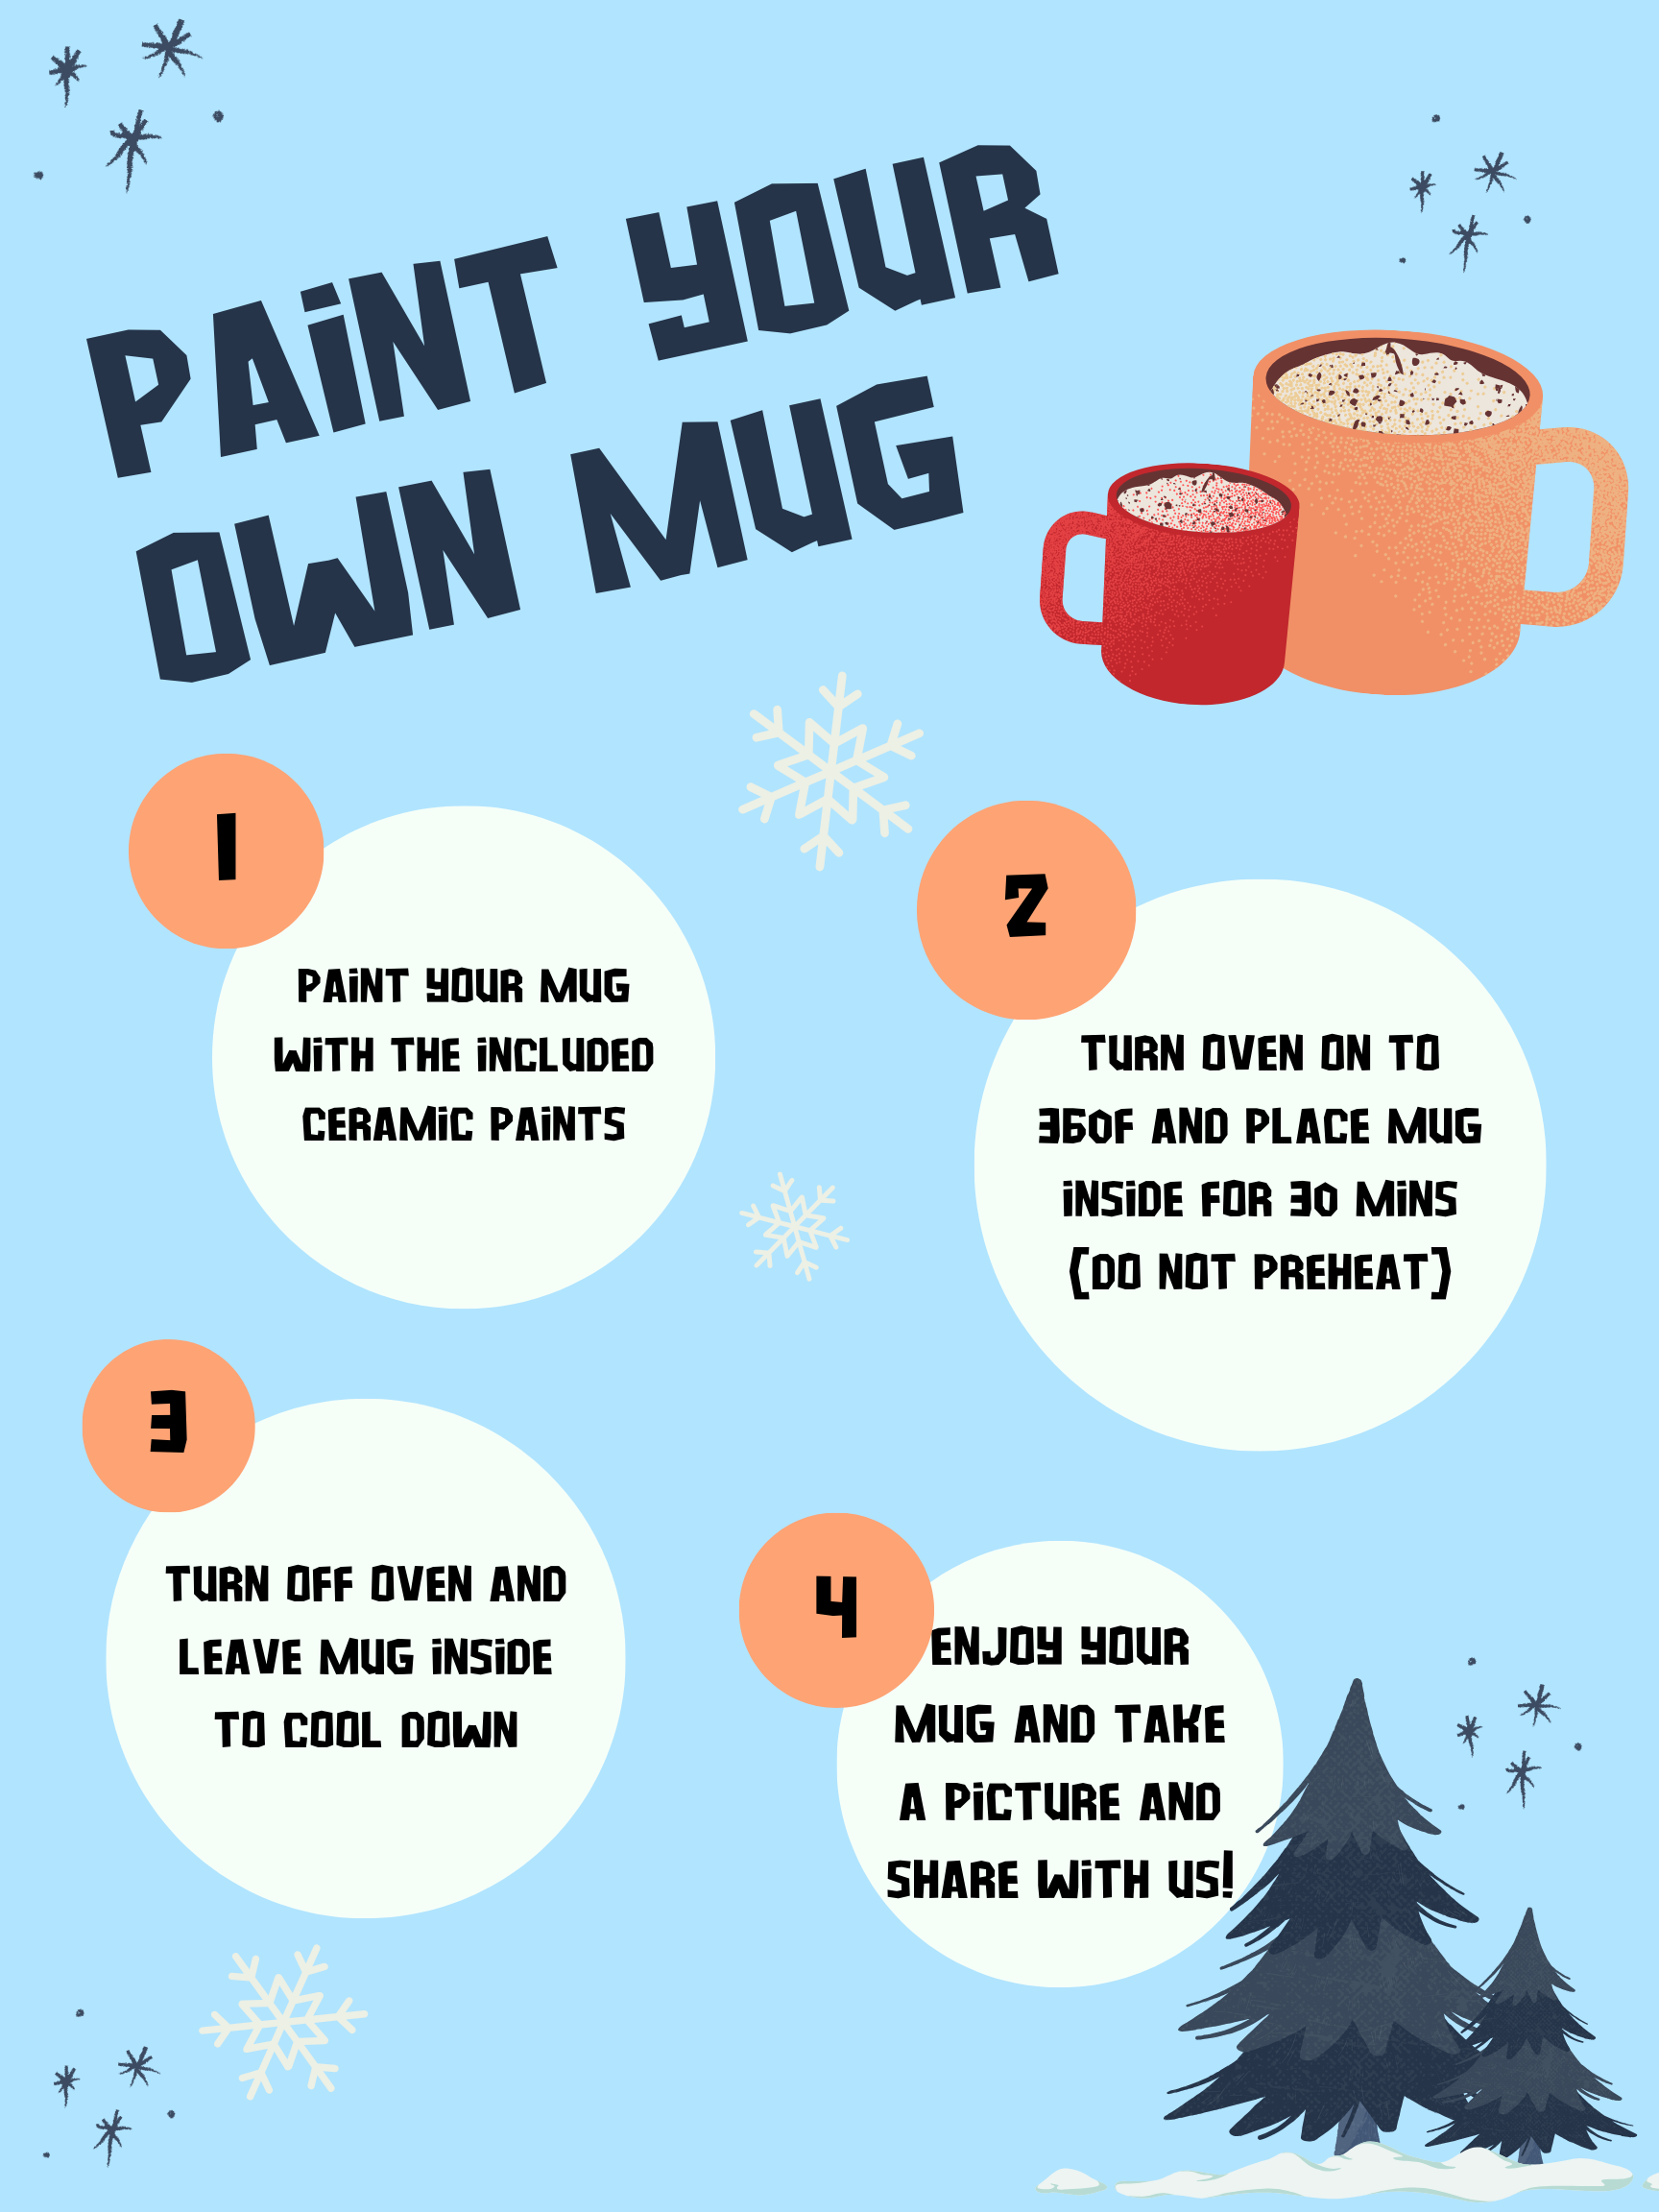 PAINT YOUR
OWN MUG
1
PAINT YOUR MUG
WITH THE INCLUDED
CERAMIC PAINTS
2
TURN OVEN ON TO
360F AND PLACE MUG
INSIDE FOR 30 MINS
(DO NOT PREHEAT)
3
TURN OFF OVEN AND
LEAVE MUG INSIDE
TO COOL DOWN
4
ENJOY YOUR
MUG AND TAKE
A PICTURE AND
SHARE WITH US!